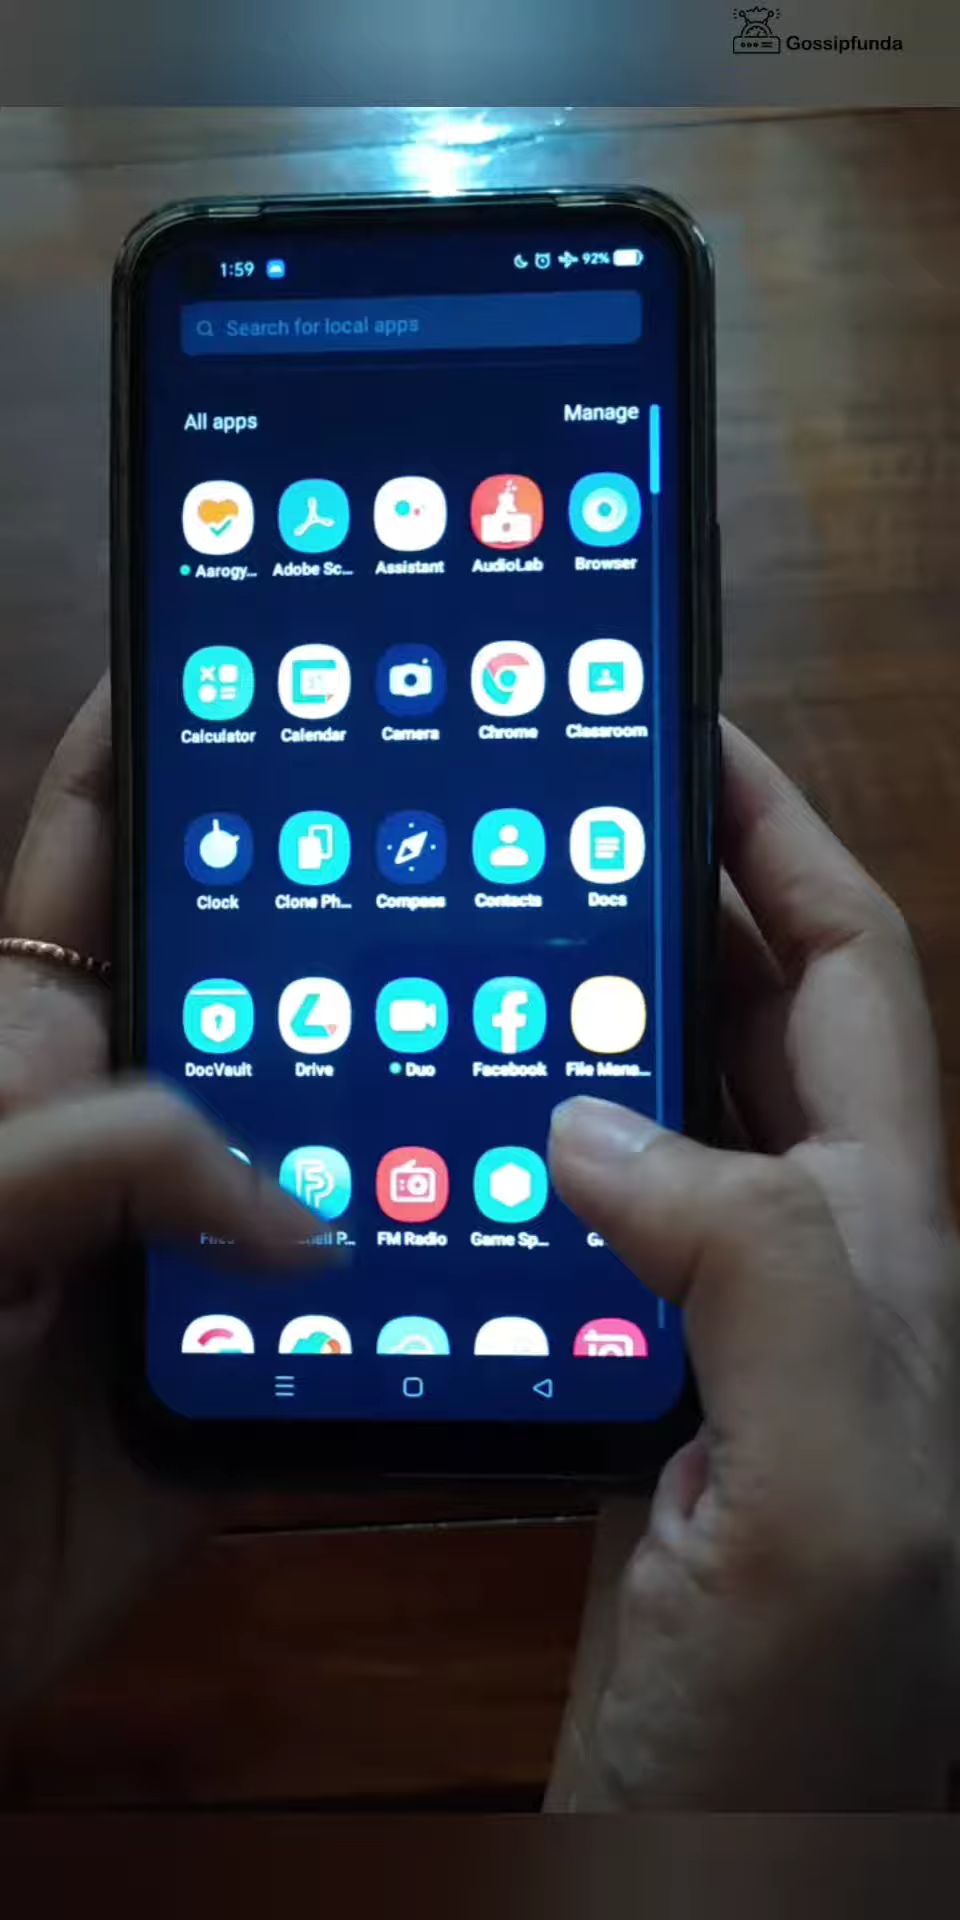 Gossipfunda
1:59 92%
Search for local apps
All apps Manage
Aarogy... Adobe Sc... Assistant AudioLab Browser
Calculator Calendar Camera Chrome Classroom
Clock Clone Ph... Compass Contacts Docs
DocVault Drive Duo Facebook File Mana...
FM Radio Game Sp...